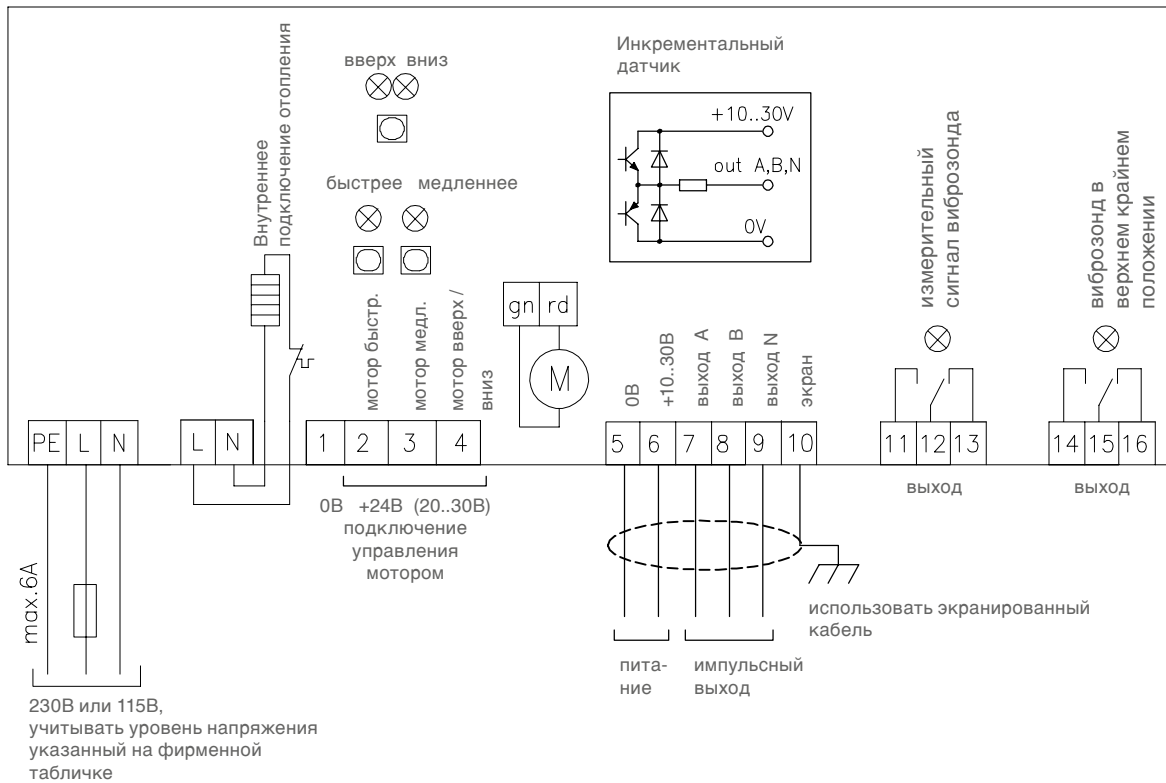 вверх вниз
быстрее медленнее
Внутреннее
подключение отопления
Инкрементальный
датчик
+10..30V
out A,B,N
0V
измерительный
сигнал виброзонда
виброзонд в
верхнем крайнем
положении
мотор быстр.
мотор медл.
мотор вверх /
вниз
gn rd
M
0В
+10..30В
выход А
выход В
выход N
экран
PE L N
L N
1 2 3 4
5 6 7 8 9 10
11 12 13
14 15 16
выход
выход
0В +24В (20..30В)
подключение
управления
мотором
max.6A
использовать экранированный
кабель
пита-
ние
импульсный
выход
230В или 115В,
учитывать уровень напряжения
указанный на фирменной
табличке